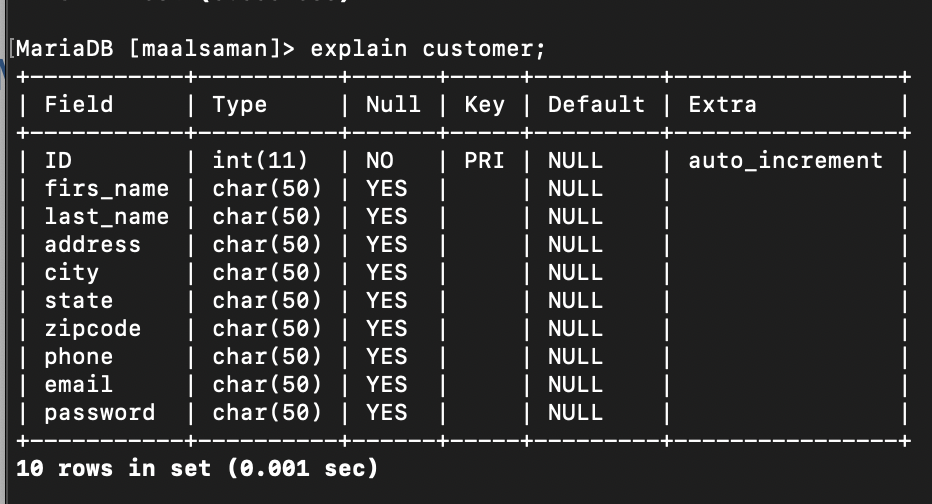 [MariaDB [maalsaman]> explain customer;
+-----------+----------+------+-----+---------+----------------+
| Field     | Type     | Null | Key | Default | Extra          |
+-----------+----------+------+-----+---------+----------------+
| ID        | int(11)  | NO   | PRI | NULL    | auto_increment |
| firs_name | char(50) | YES  |     | NULL    |                |
| last_name | char(50) | YES  |     | NULL    |                |
| address   | char(50) | YES  |     | NULL    |                |
| city      | char(50) | YES  |     | NULL    |                |
| state     | char(50) | YES  |     | NULL    |                |
| zipcode   | char(50) | YES  |     | NULL    |                |
| phone     | char(50) | YES  |     | NULL    |                |
| email     | char(50) | YES  |     | NULL    |                |
| password  | char(50) | YES  |     | NULL    |                |
+-----------+----------+------+-----+---------+----------------+
10 rows in set (0.001 sec)